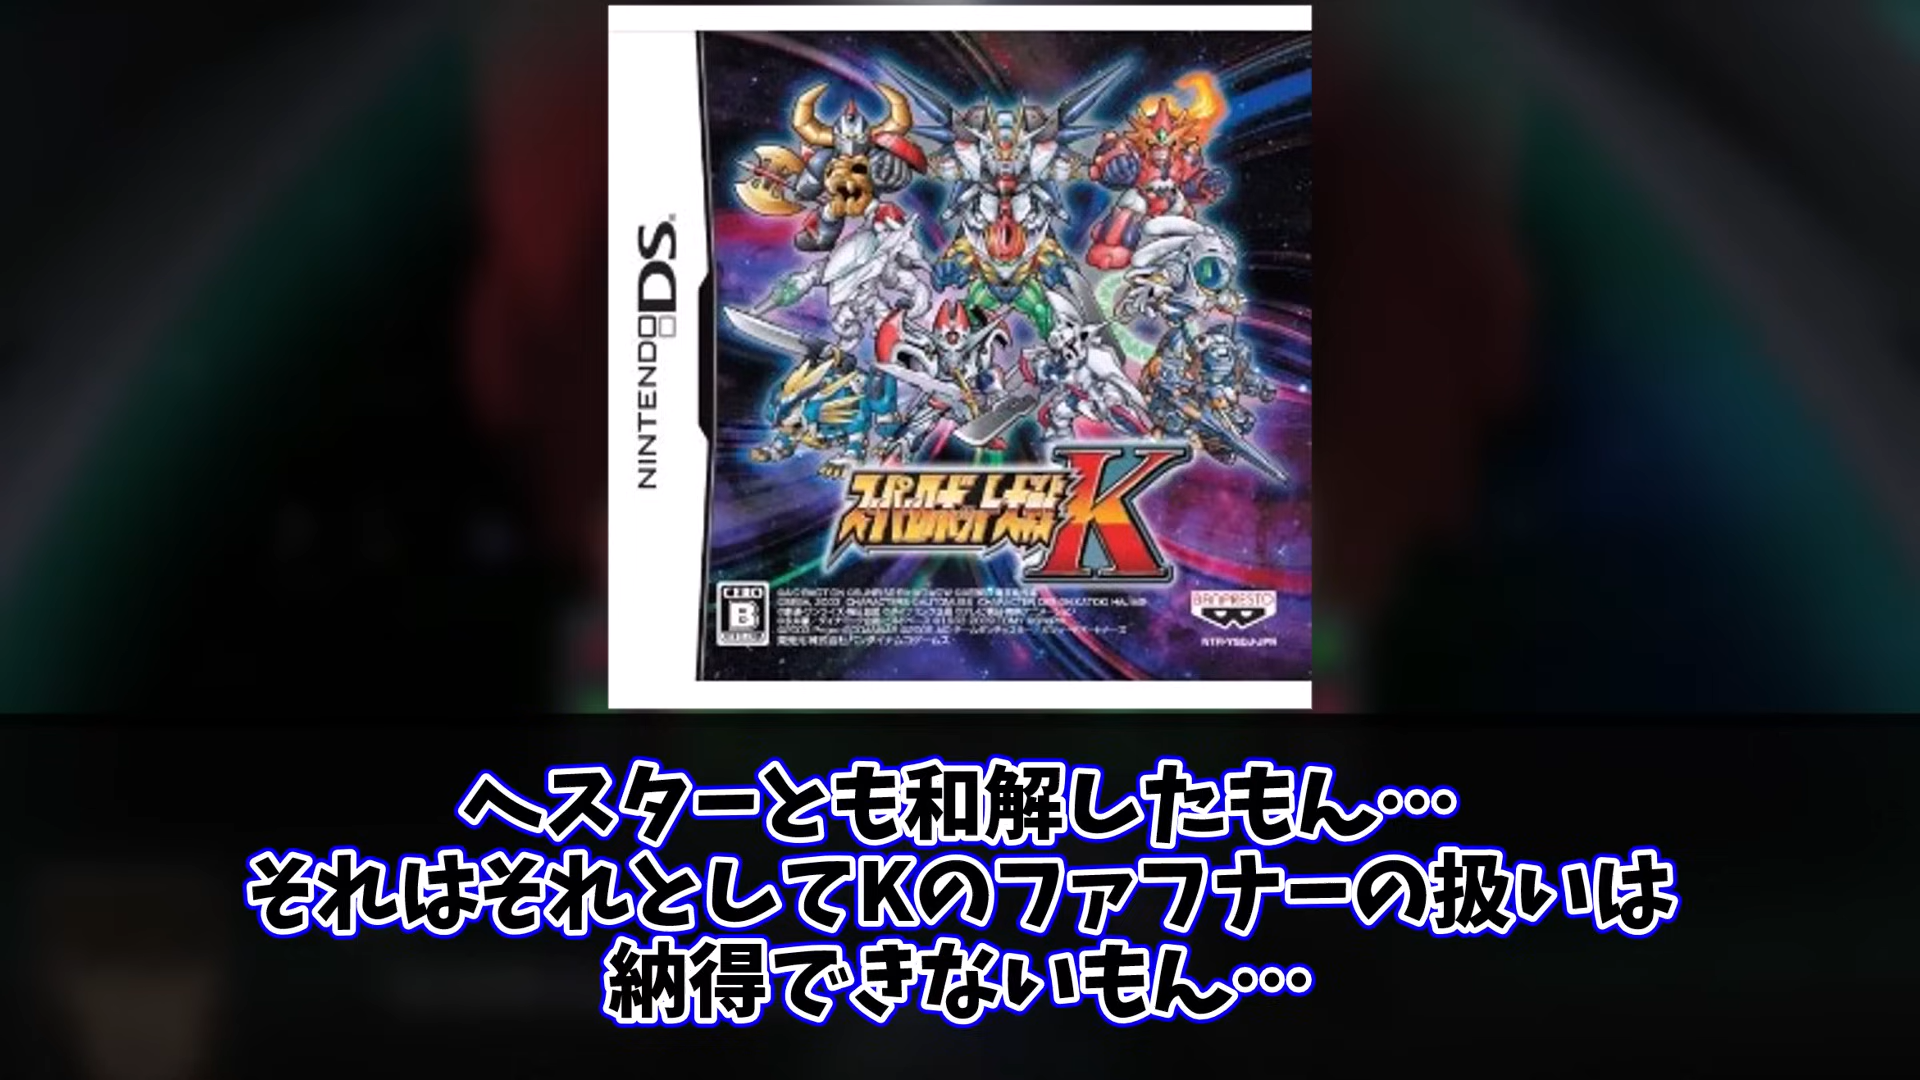 NINTENDO DS
スーパーロボット大戦K
CERO
B
BANPRESTO
ヘスターとも和解したもん…
それはそれとしてKのファフナーの扱いは
納得できないもん…